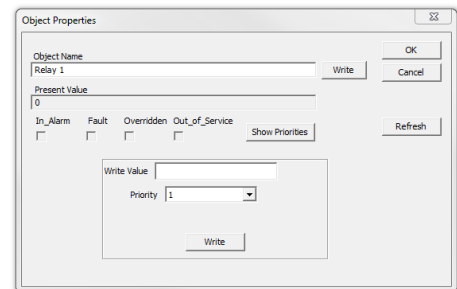 Object Properties
OK
Object Name
Relay 1
Write
Cancel
Present Value
0
In_Alarm Fault Overridden Out_of_Service
Show Priorities
Refresh
Write Value
Priority 1
Write